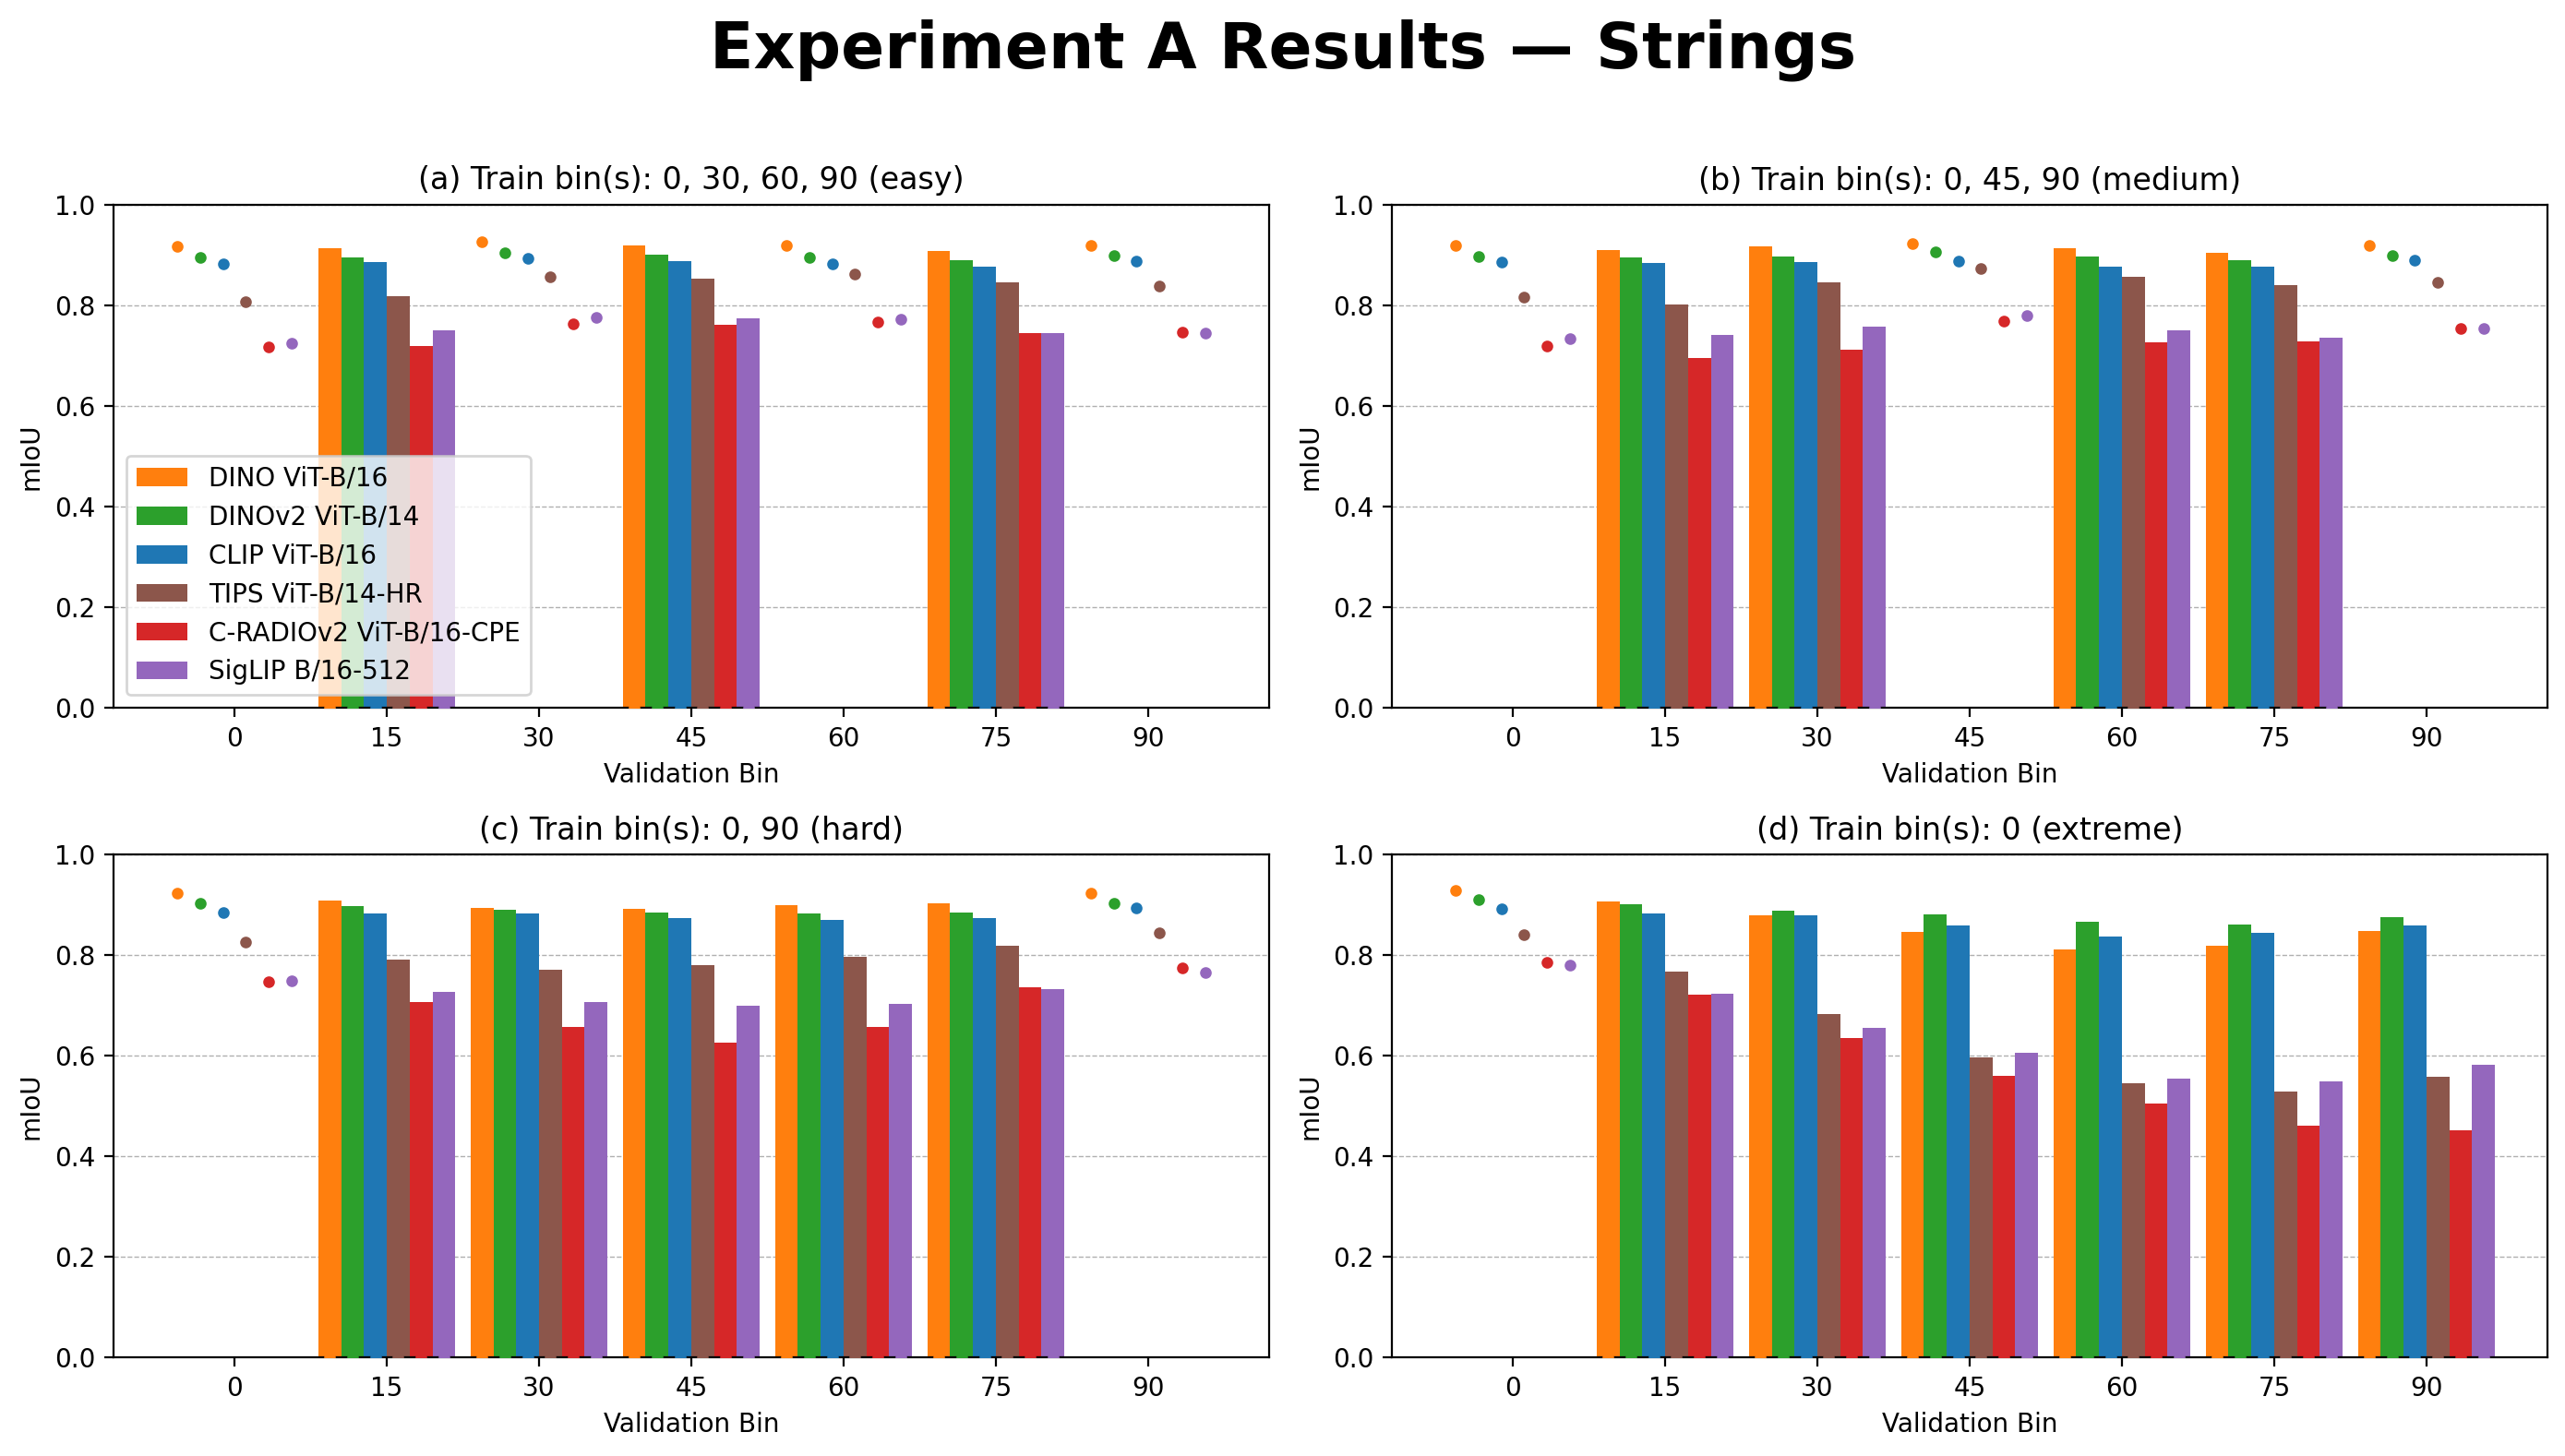 Experiment A Results — Strings
(a) Train bin(s): 0, 30, 60, 90 (easy)
1.0
0.8
0.6
0.4
0.2
0.0
mIoU
DINO ViT-B/16
DINOv2 ViT-B/14
CLIP ViT-B/16
TIPS ViT-B/14-HR
C-RADIOv2 ViT-B/16-CPE
SigLIP B/16-512
0 15 30 45 60 75 90
Validation Bin
(b) Train bin(s): 0, 45, 90 (medium)
1.0
0.8
0.6
0.4
0.2
0.0
mIoU
0 15 30 45 60 75 90
Validation Bin
(c) Train bin(s): 0, 90 (hard)
1.0
0.8
0.6
0.4
0.2
0.0
mIoU
0 15 30 45 60 75 90
Validation Bin
(d) Train bin(s): 0 (extreme)
1.0
0.8
0.6
0.4
0.2
0.0
mIoU
0 15 30 45 60 75 90
Validation Bin